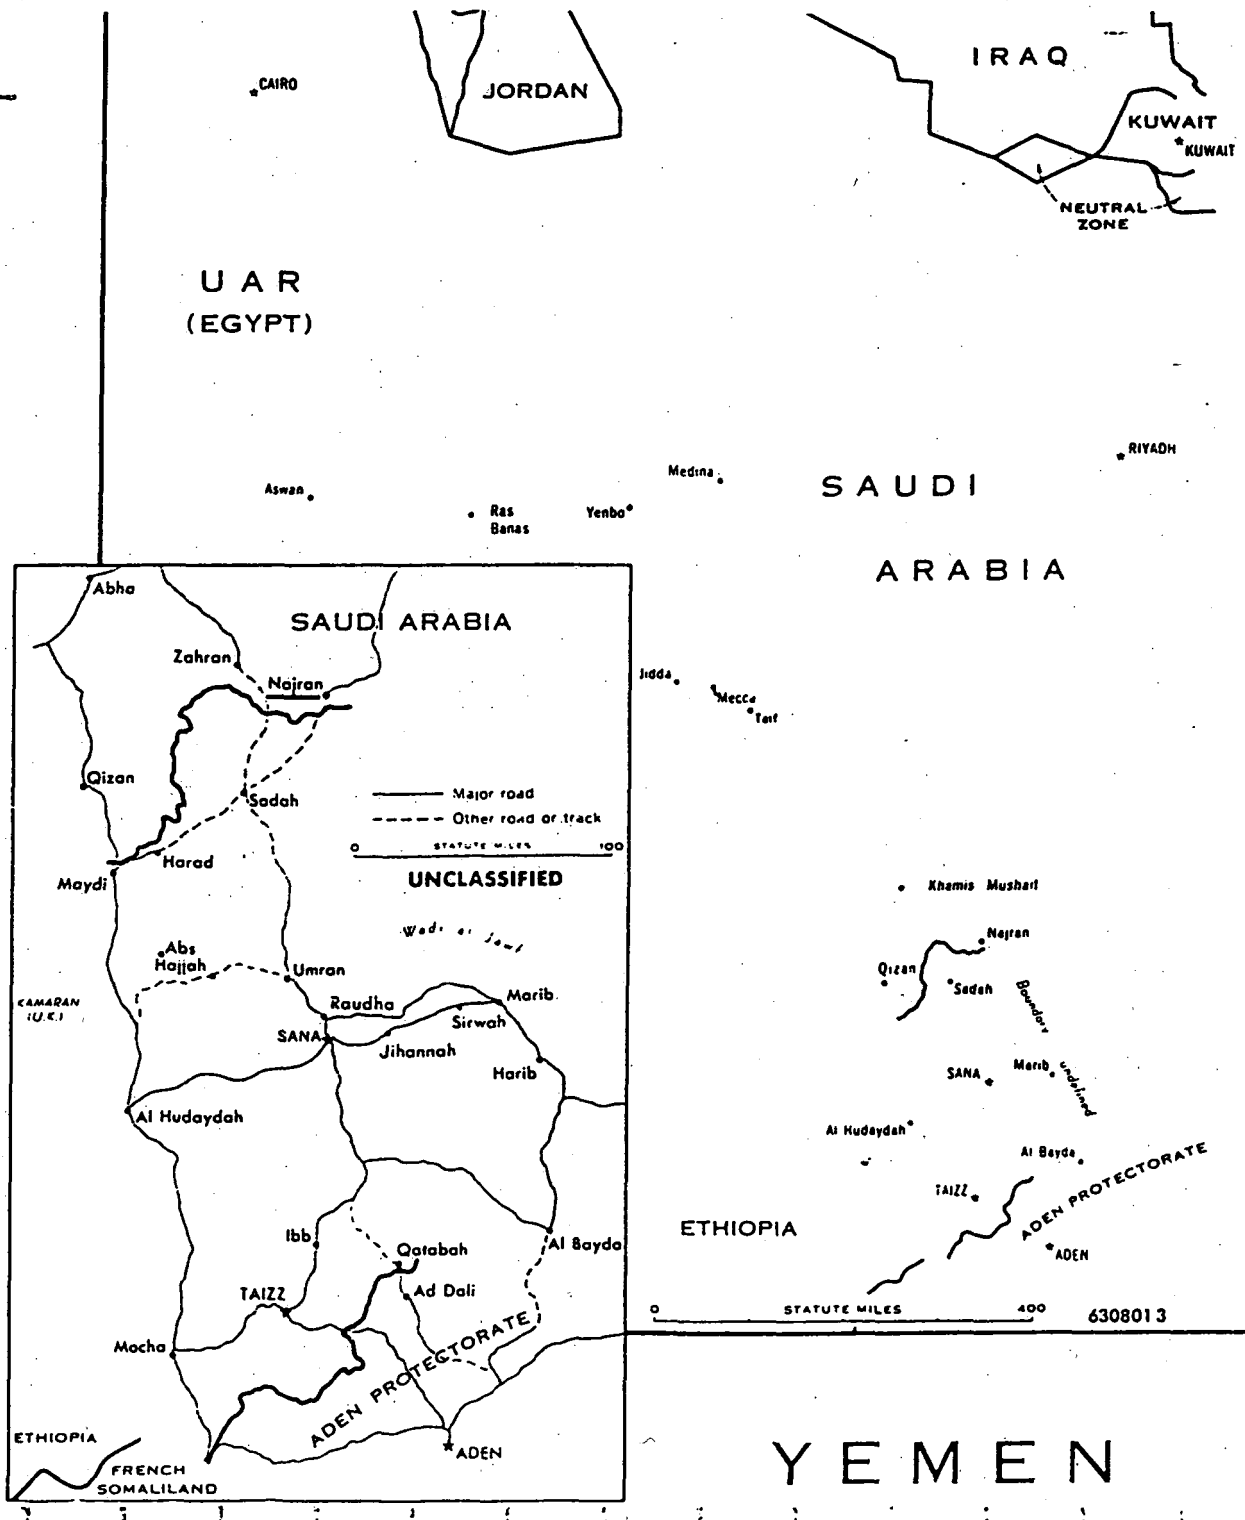 IRAQ
CAIRO
JORDAN
KUWAIT
KUWAIT
NEUTRAL
ZONE
UAR
(EGYPT)
RIYADH
Medina
SAUDI
Aswan
Ras
Banas
Yenbo
ARABIA
Abha
SAUDI ARABIA
Zahran
Najran
Jidda
Mecca
Taif
Qizan
Sadah
Major road
Other road or track
0 STATUTE MILES 100
Harad
UNCLASSIFIED
Maydi
Khamis Mushait
Wadi al Jawf
Najran
Abs
Hajjah
Umran
Qizan
Sadah
Boundary
undefined
KAMARAN
(U.K.)
Raudha
Marib
Sirwah
SANA
Jihannah
Harib
SANA
Marib
Al Hudaydah
Al Hudaydah
Al Bayda
TAIZZ
ADEN PROTECTORATE
ETHIOPIA
ADEN
Ibb
Qatabah
Al Bayda
TAIZZ
Ad Dali
0 STATUTE MILES 400
6308013
Mocha
ADEN PROTECTORATE
ETHIOPIA
FRENCH
SOMALILAND
ADEN
YEMEN